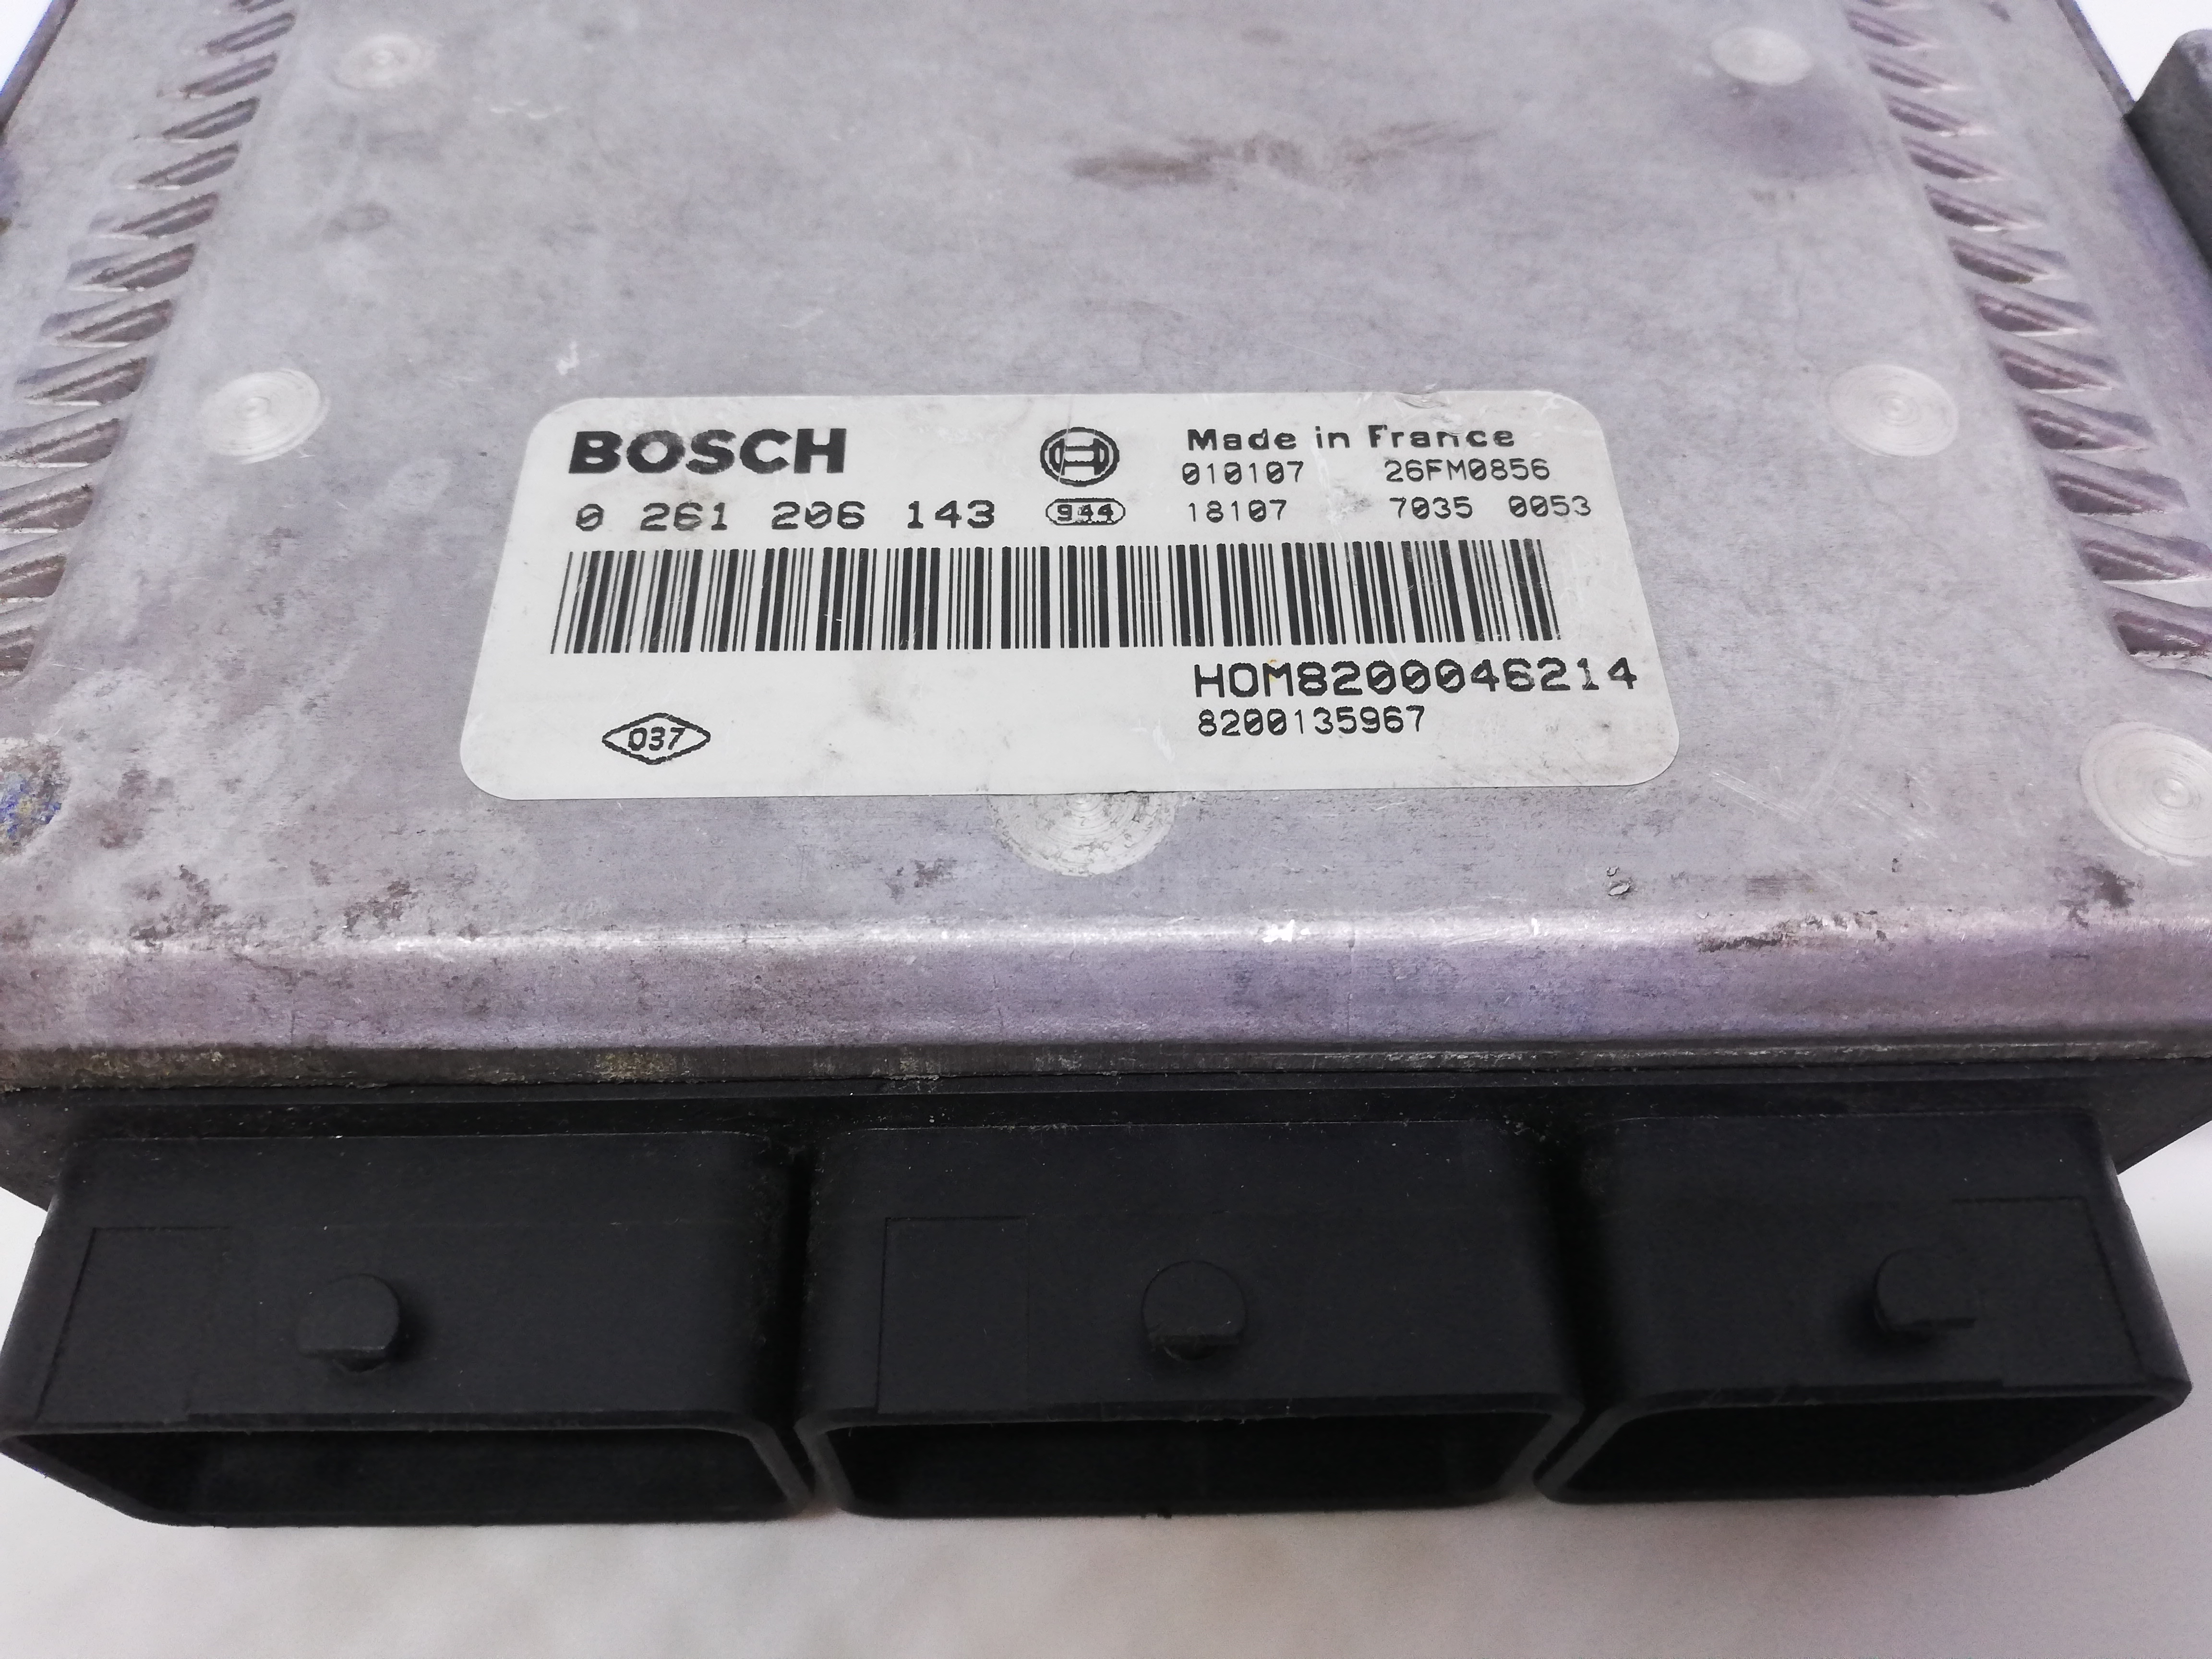 BOSCH
Made in France
010107 26FM0856
0 261 206 143 944 18107 7035 0053
HOM8200046214
8200135967
037